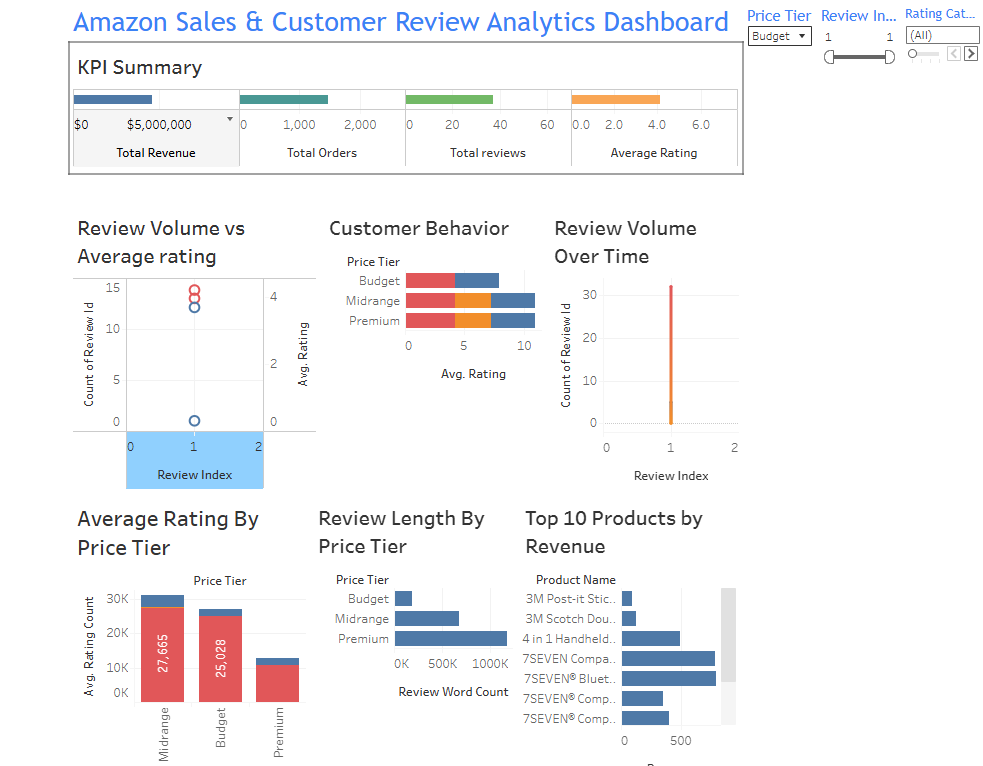 Amazon Sales & Customer Review Analytics Dashboard
Price Tier
Review In...
Rating Cat...
Budget
1
1
(All)
KPI Summary
$0 $5,000,000
0 1,000 2,000
0 20 40 60
0.0 2.0 4.0 6.0
Total Revenue
Total Orders
Total reviews
Average Rating
Review Volume vs
Average rating
Count of Review Id
15
10
5
0
4
2
0
Avg. Rating
0 1 2
Review Index
Customer Behavior
Price Tier
Budget
Midrange
Premium
0 5 10
Avg. Rating
Review Volume
Over Time
Count of Review Id
30
20
10
0
0 1 2
Review Index
Average Rating By
Price Tier
Price Tier
Avg. Rating Count
30K
20K
10K
0K
27,665
25,028
Midrange
Budget
Premium
Review Length By
Price Tier
Price Tier
Budget
Midrange
Premium
0K 500K 1000K
Review Word Count
Top 10 Products by
Revenue
Product Name
3M Post-it Stic..
3M Scotch Dou..
4 in 1 Handheld..
7SEVEN Compa..
7SEVEN® Bluet..
7SEVEN® Comp..
7SEVEN® Comp..
0 500